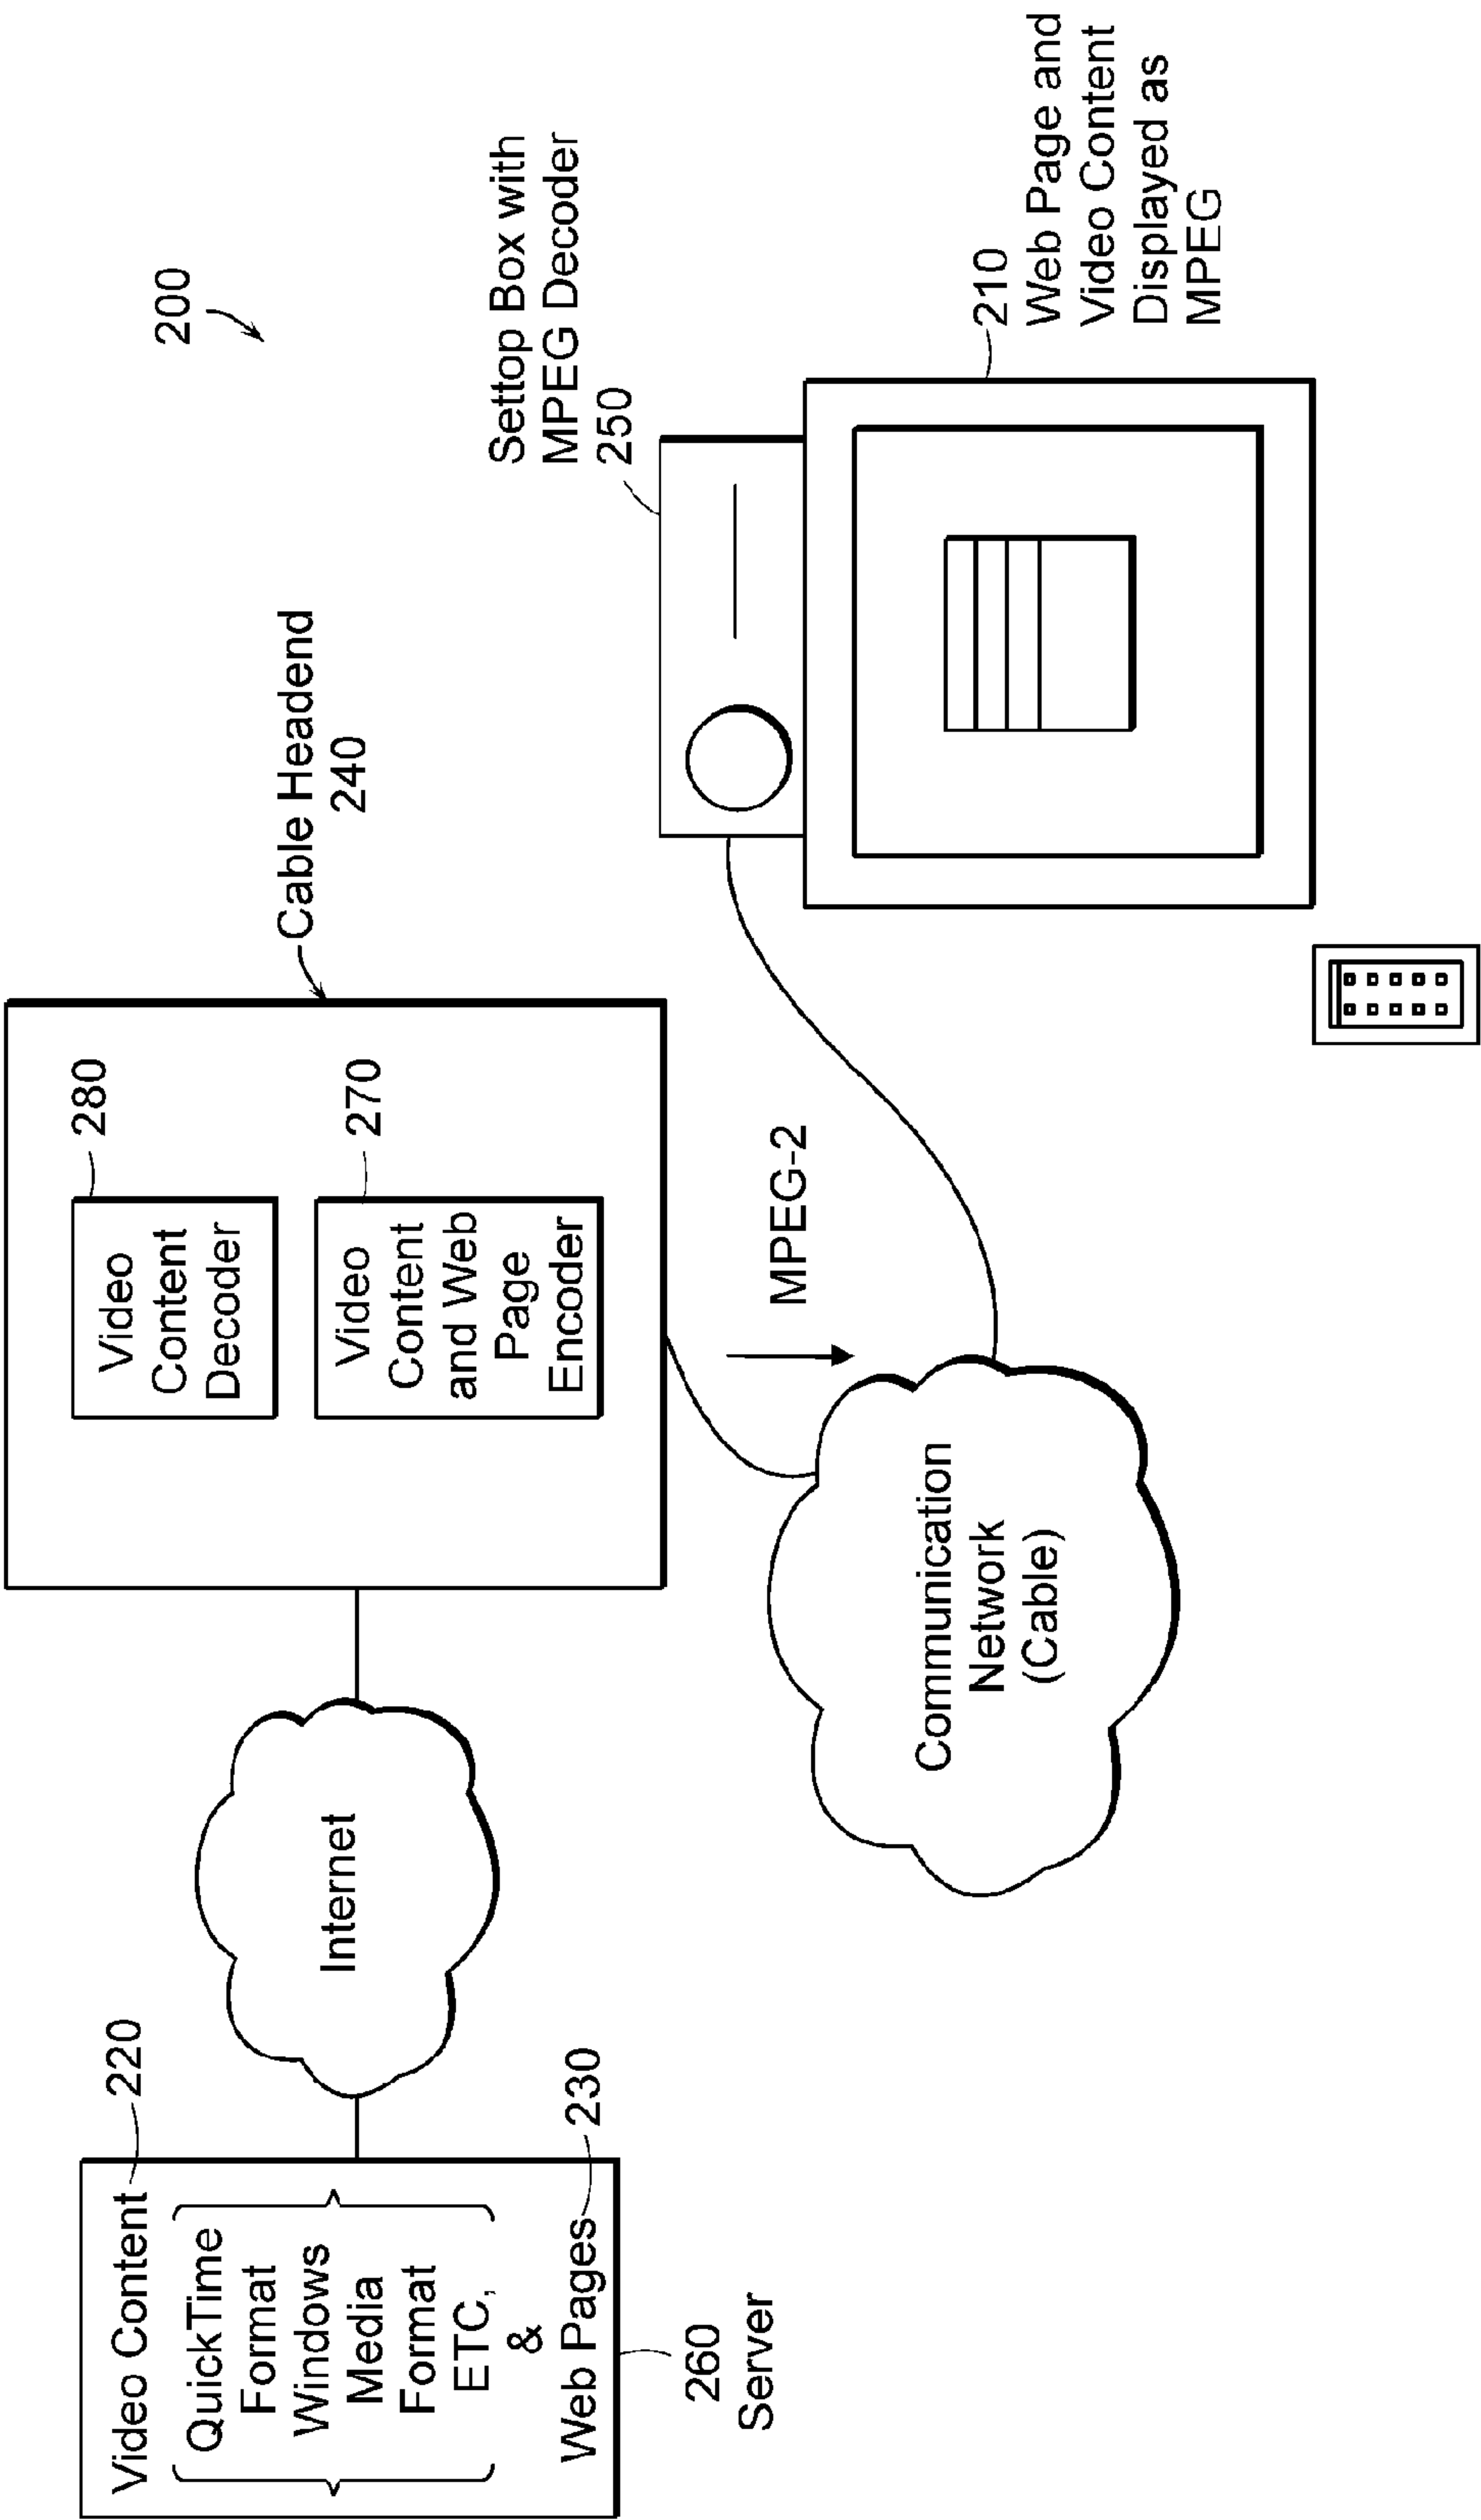 200
Cable Headend
240
280
Video
Content
Decoder
270
Video
Content
and Web
Page
Encoder
Internet
220
Video Content
QuickTime
Format
Windows
Media
Format
ETC,
&
Web Pages
230
260
Server
MPEG-2
Communication
Network
(Cable)
Settop Box with
MPEG Decoder
250
210
Web Page and
Video Content
Displayed as
MPEG